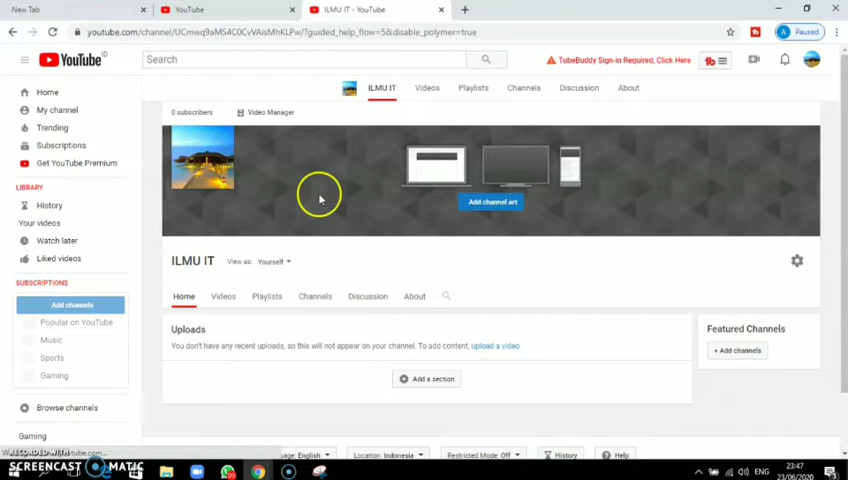 New Tab
YouTube
ILMU IT - YouTube
youtube.com/channel/UCmwq9aMS4C0CvVAisMhKLPw/?guided_help_flow=5&disable_polymer=true
Paused
YouTube ID
Search
TubeBuddy Sign-in Required, Click Here
ILMU IT
Videos
Playlists
Channels
Discussion
About
0 subscribers
Video Manager
Home
My channel
Trending
Subscriptions
Get YouTube Premium
LIBRARY
History
Your videos
Watch later
Liked videos
SUBSCRIPTIONS
Add channels
Popular on YouTube
Music
Sports
Gaming
Browse channels
Gaming
Add channel art
ILMU IT
View as: Yourself
Home
Videos
Playlists
Channels
Discussion
About
Uploads
You don't have any recent uploads, so this will not appear on your channel. To add content, upload a video.
Add a section
Featured Channels
+ Add channels
Language: English
Location: Indonesia
Restricted Mode: Off
History
Help
RECORDED WITH
SCREENCAST MATIC
ENG
23:47
23/06/2020